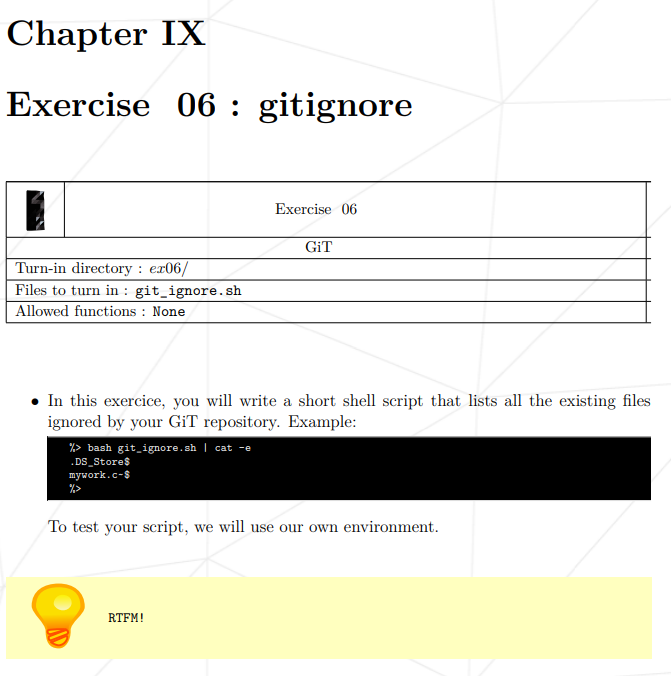 Chapter IX
Exercise 06 : gitignore
Exercise 06
GiT
Turn-in directory : ex06/
Files to turn in : git_ignore.sh
Allowed functions : None
• In this exercice, you will write a short shell script that lists all the existing files
ignored by your GiT repository. Example:
%> bash git_ignore.sh | cat -e
.DS_Store$
mywork.c~$
%>
To test your script, we will use our own environment.
RTFM!